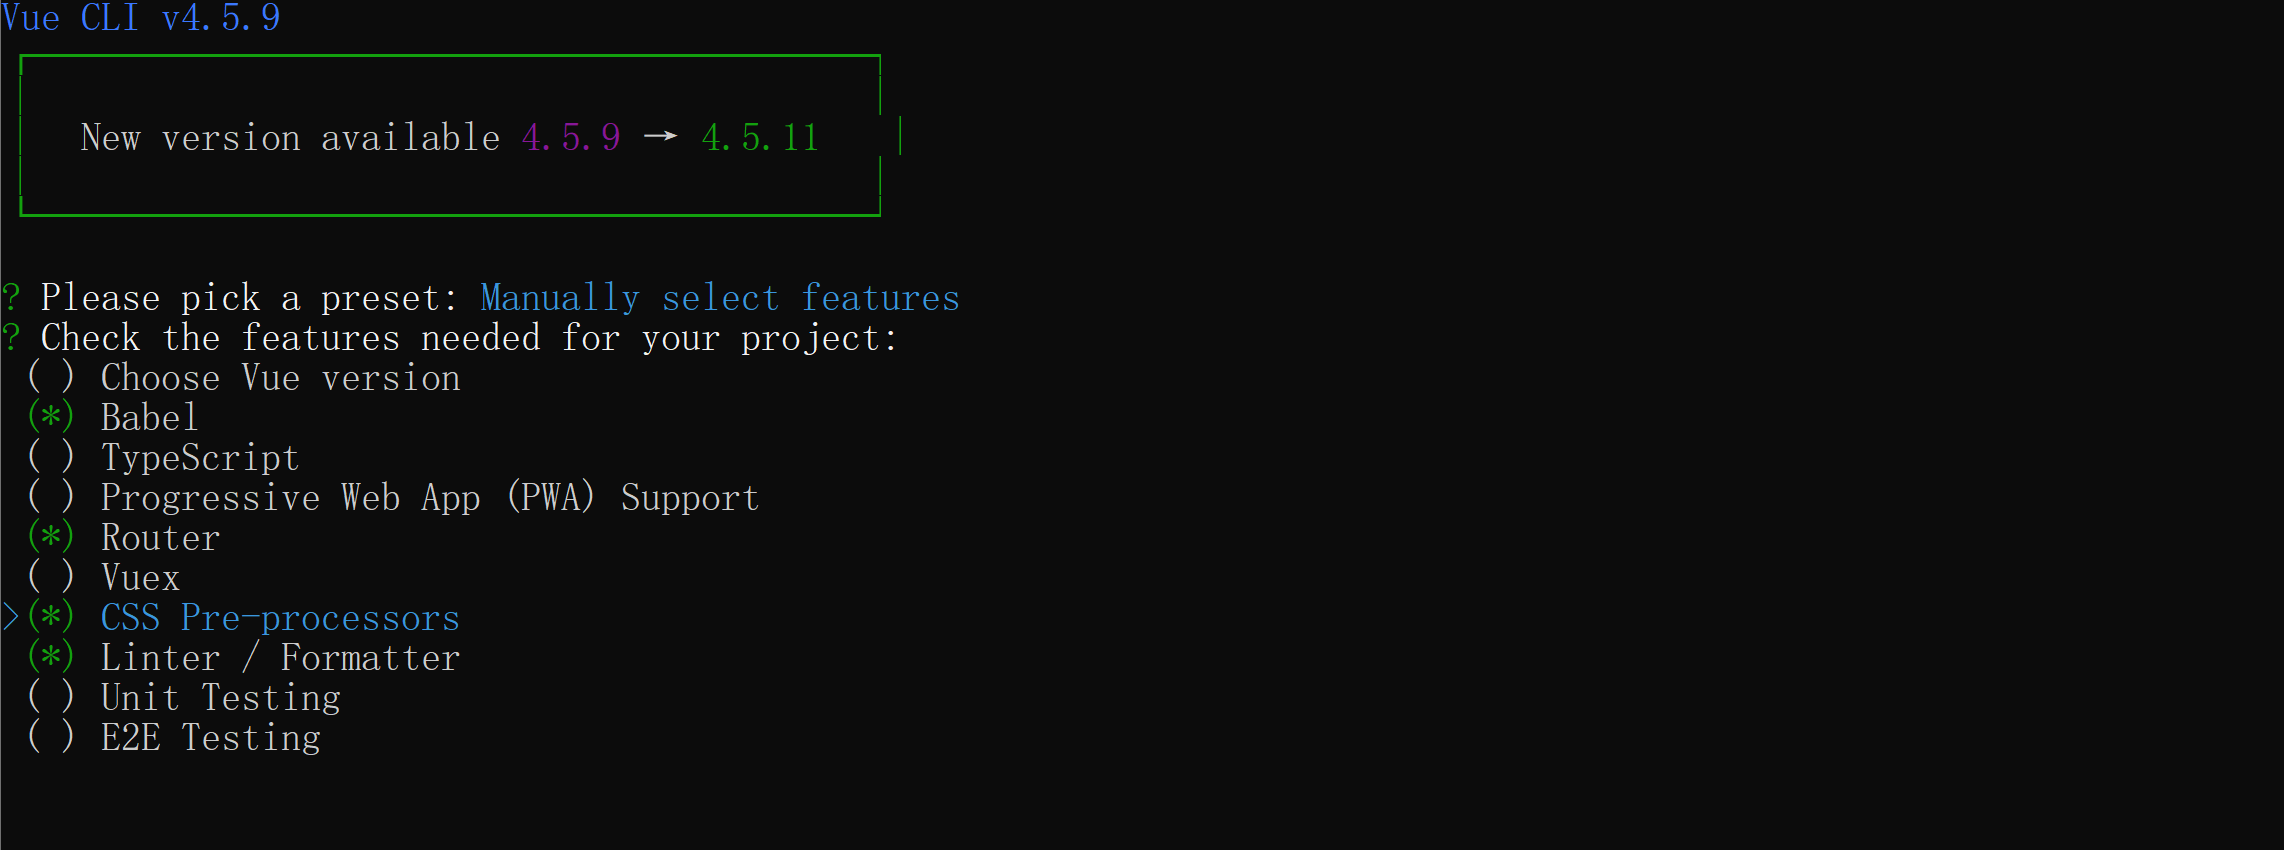 Vue CLI v4.5.9
New version available 4.5.9 → 4.5.11
? Please pick a preset: Manually select features
? Check the features needed for your project:
( ) Choose Vue version
(*) Babel
( ) TypeScript
( ) Progressive Web App (PWA) Support
(*) Router
( ) Vuex
>(*) CSS Pre-processors
(*) Linter / Formatter
( ) Unit Testing
( ) E2E Testing